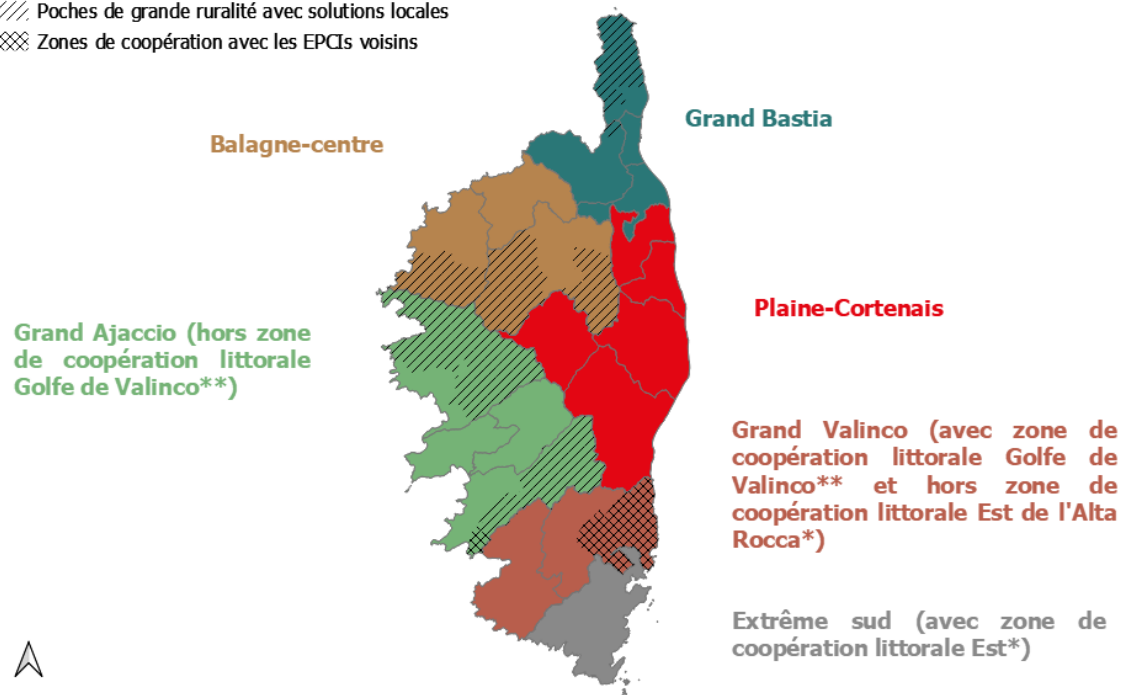 Poches de grande ruralité avec solutions locales
Zones de coopération avec les EPCIs voisins
Grand Bastia
Balagne-centre
Plaine-Cortenais
Grand Ajaccio (hors zone
de coopération littorale
Golfe de Valinco**)
Grand Valinco (avec zone de
coopération littorale Golfe de
Valinco** et hors zone de
coopération littorale Est de l'Alta
Rocca*)
Extrême sud (avec zone de
coopération littorale Est*)